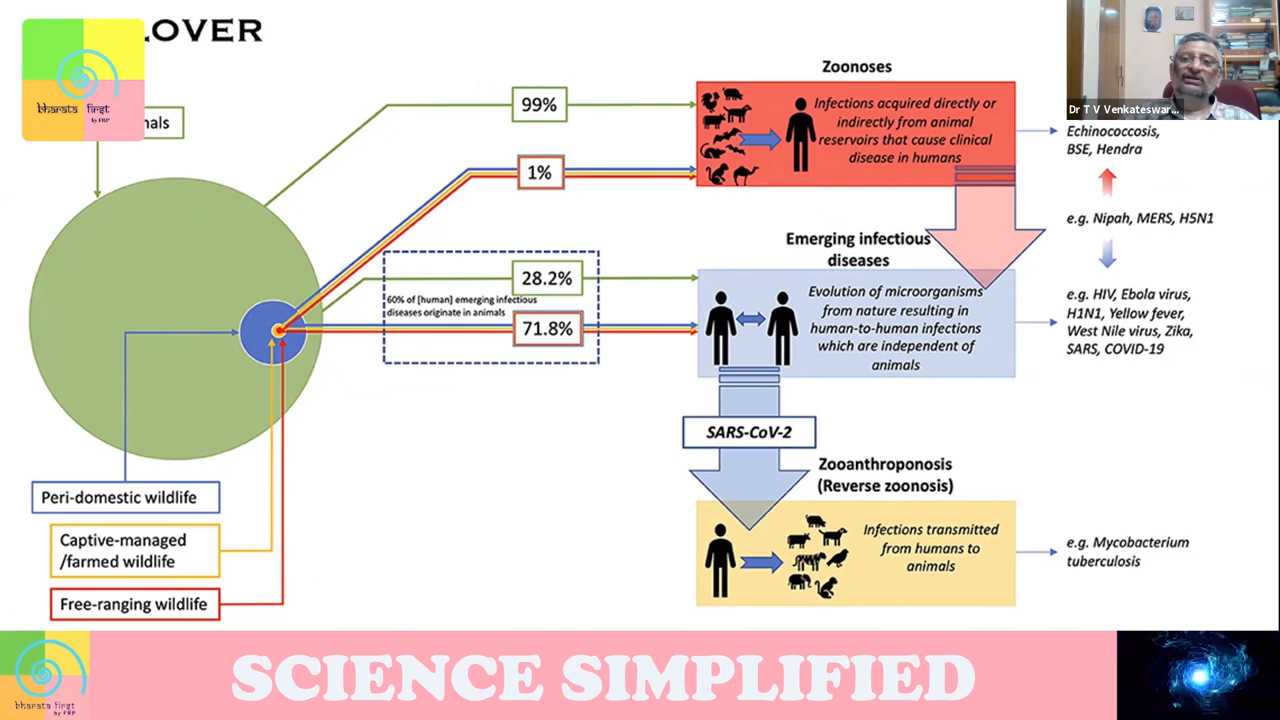 LOVER
bharata first
by FRP
nals
99%
1%
28.2%
60% of [human] emerging infectious
diseases originate in animals
71.8%
Peri-domestic wildlife
Captive-managed
/farmed wildlife
Free-ranging wildlife
Zoonoses
Infections acquired directly or
indirectly from animal
reservoirs that cause clinical
disease in humans
Dr T V Venkateswar...
Echinococcosis,
BSE, Hendra
e.g. Nipah, MERS, H5N1
Emerging infectious
diseases
Evolution of microorganisms
from nature resulting in
human-to-human infections
which are independent of
animals
e.g. HIV, Ebola virus,
H1N1, Yellow fever,
West Nile virus, Zika,
SARS, COVID-19
SARS-CoV-2
Zooanthroponosis
(Reverse zoonosis)
Infections transmitted
from humans to
animals
e.g. Mycobacterium
tuberculosis
SCIENCE SIMPLIFIED
bharata first
by FRP